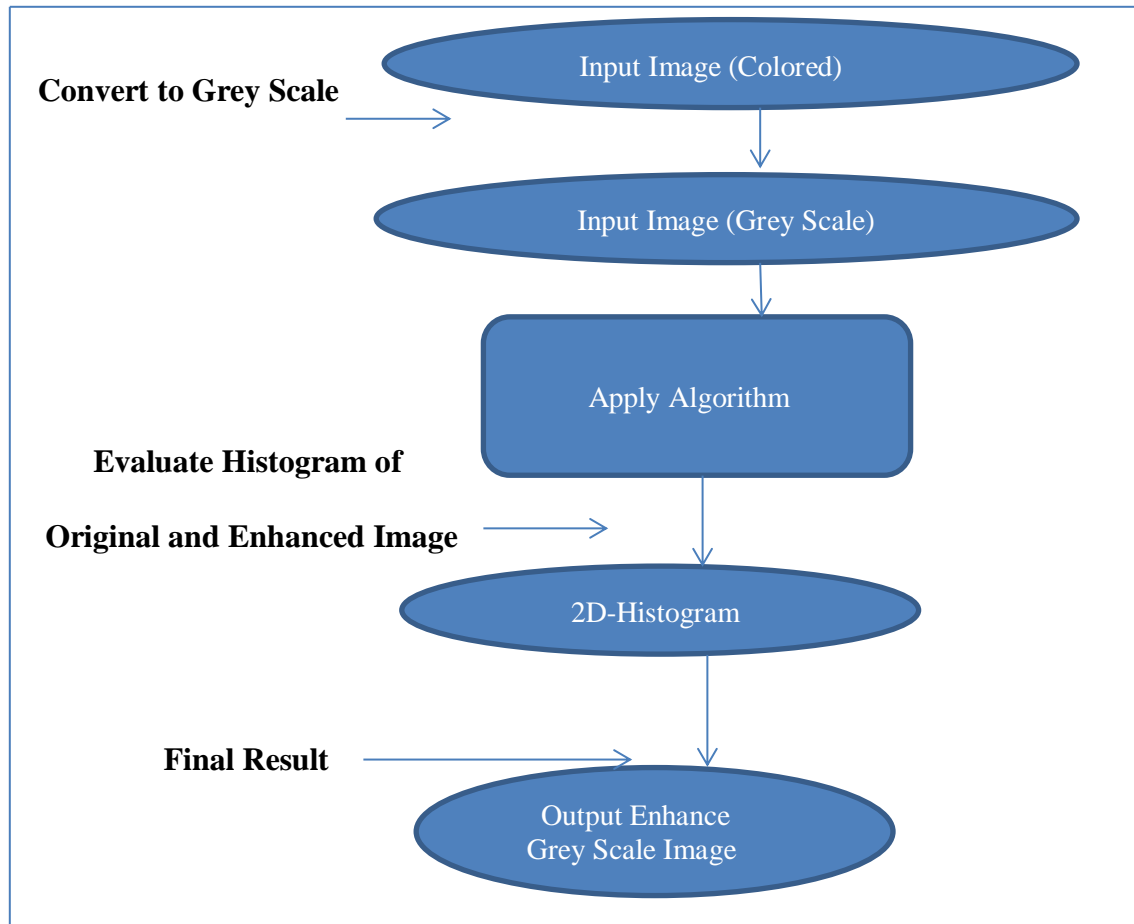 Input Image (Colored)
Convert to Grey Scale
Input Image (Grey Scale)
Apply Algorithm
Evaluate Histogram of
Original and Enhanced Image
2D-Histogram
Final Result
Output Enhance
Grey Scale Image